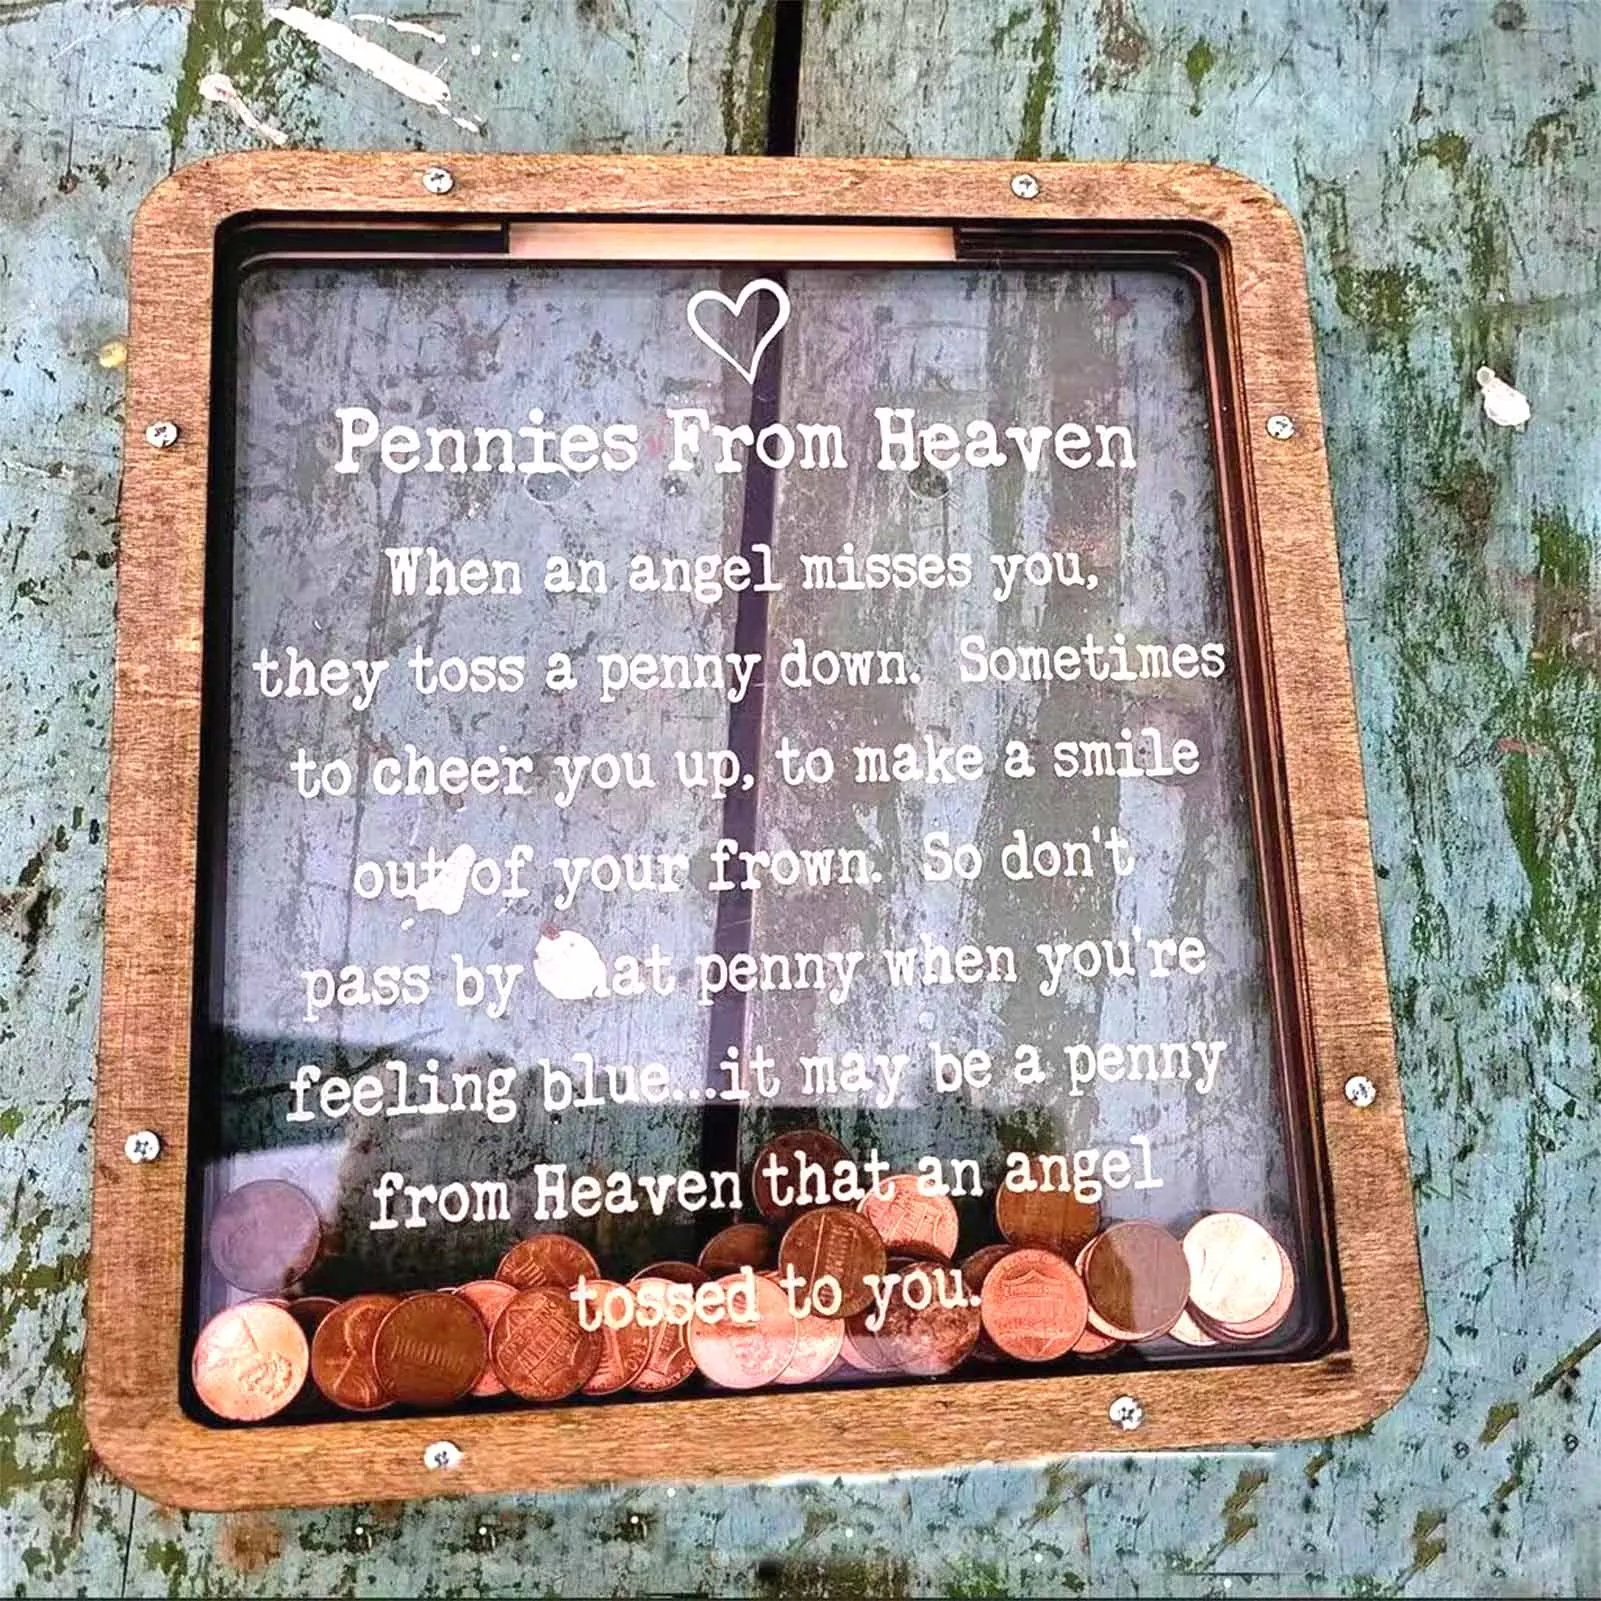 Pennies From Heaven
When an angel misses you,
they toss a penny down. Sometimes
to cheer you up, to make a smile
out of your frown. So don't
pass by that penny when you're
feeling blue...it may be a penny
from Heaven that an angel
tossed to you.